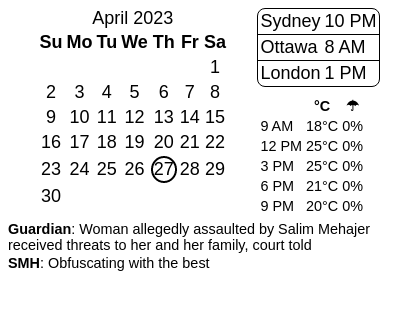 April 2023
Su Mo Tu We Th Fr Sa
1
2 3 4 5 6 7 8
9 10 11 12 13 14 15
16 17 18 19 20 21 22
23 24 25 26 27 28 29
30
Sydney 10 PM
Ottawa 8 AM
London 1 PM
°C ☂
9 AM 18°C 0%
12 PM 25°C 0%
3 PM 25°C 0%
6 PM 21°C 0%
9 PM 20°C 0%
Guardian: Woman allegedly assaulted by Salim Mehajer
received threats to her and her family, court told
SMH: Obfuscating with the best